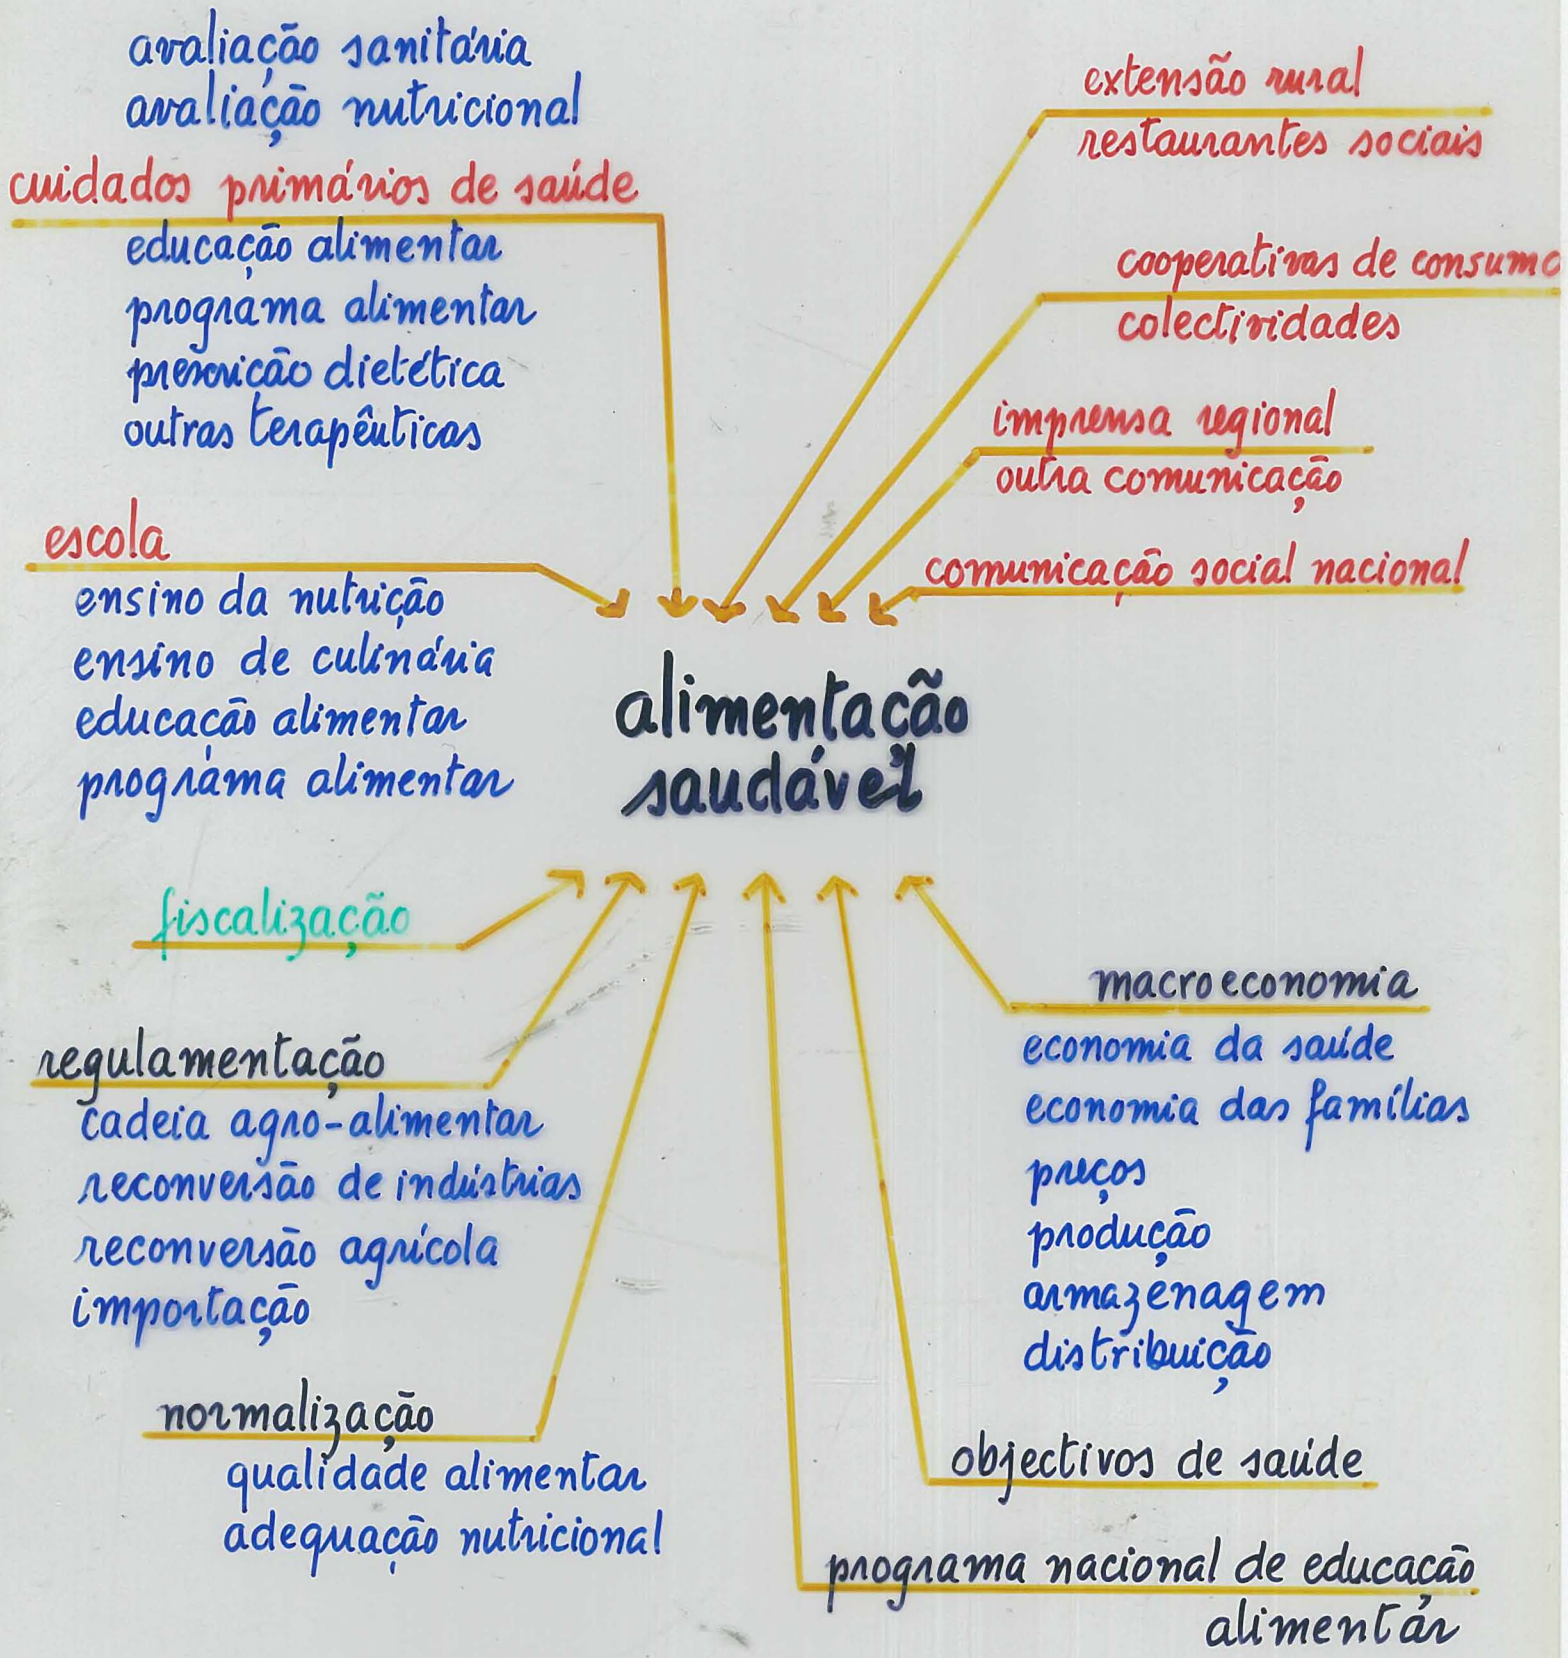 avaliação sanitária
avaliação nutricional
cuidados primários de saúde
educação alimentar
programa alimentar
prescrição dietética
outras terapêuticas
escola
ensino da nutrição
ensino de culinária
educação alimentar
programa alimentar
extensão rural
restaurantes sociais
cooperativas de consumo
colectividades
imprensa regional
outra comunicação
comunicação social nacional
alimentação
saudável
fiscalização
regulamentação
cadeia agro-alimentar
reconversão de indústrias
reconversão agrícola
importação
normalização
qualidade alimentar
adequação nutricional
macroeconomia
economia da saúde
economia das famílias
preços
produção
armazenagem
distribuição
objectivos de saúde
programa nacional de educação
alimentar